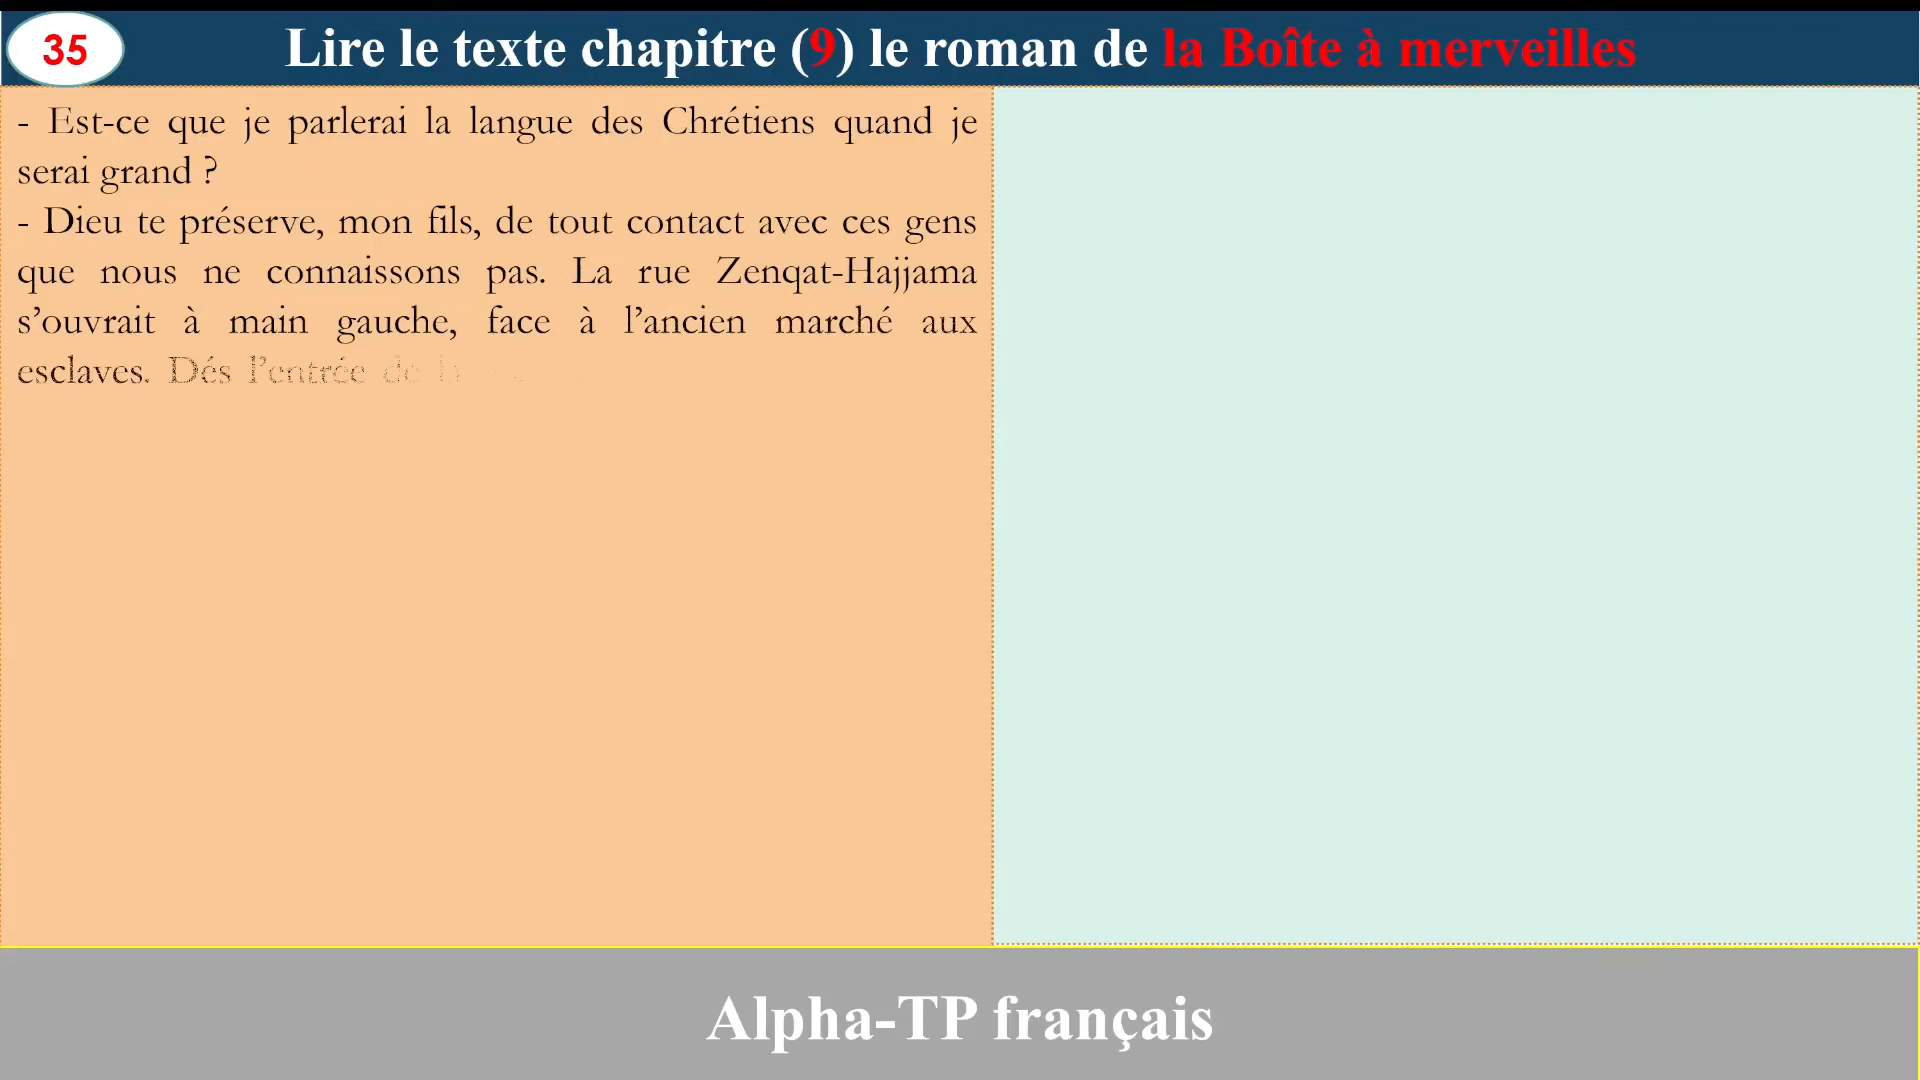 35
Lire le texte chapitre (9) le roman de la Boîte à merveilles
- Est-ce que je parlerai la langue des Chrétiens quand je
serai grand ?
- Dieu te préserve, mon fils, de tout contact avec ces gens
que nous ne connaissons pas. La rue Zenqat-Hajjama
s’ouvrait à main gauche, face à l’ancien marché aux
esclaves. Dés l’entrée de
Alpha-TP français